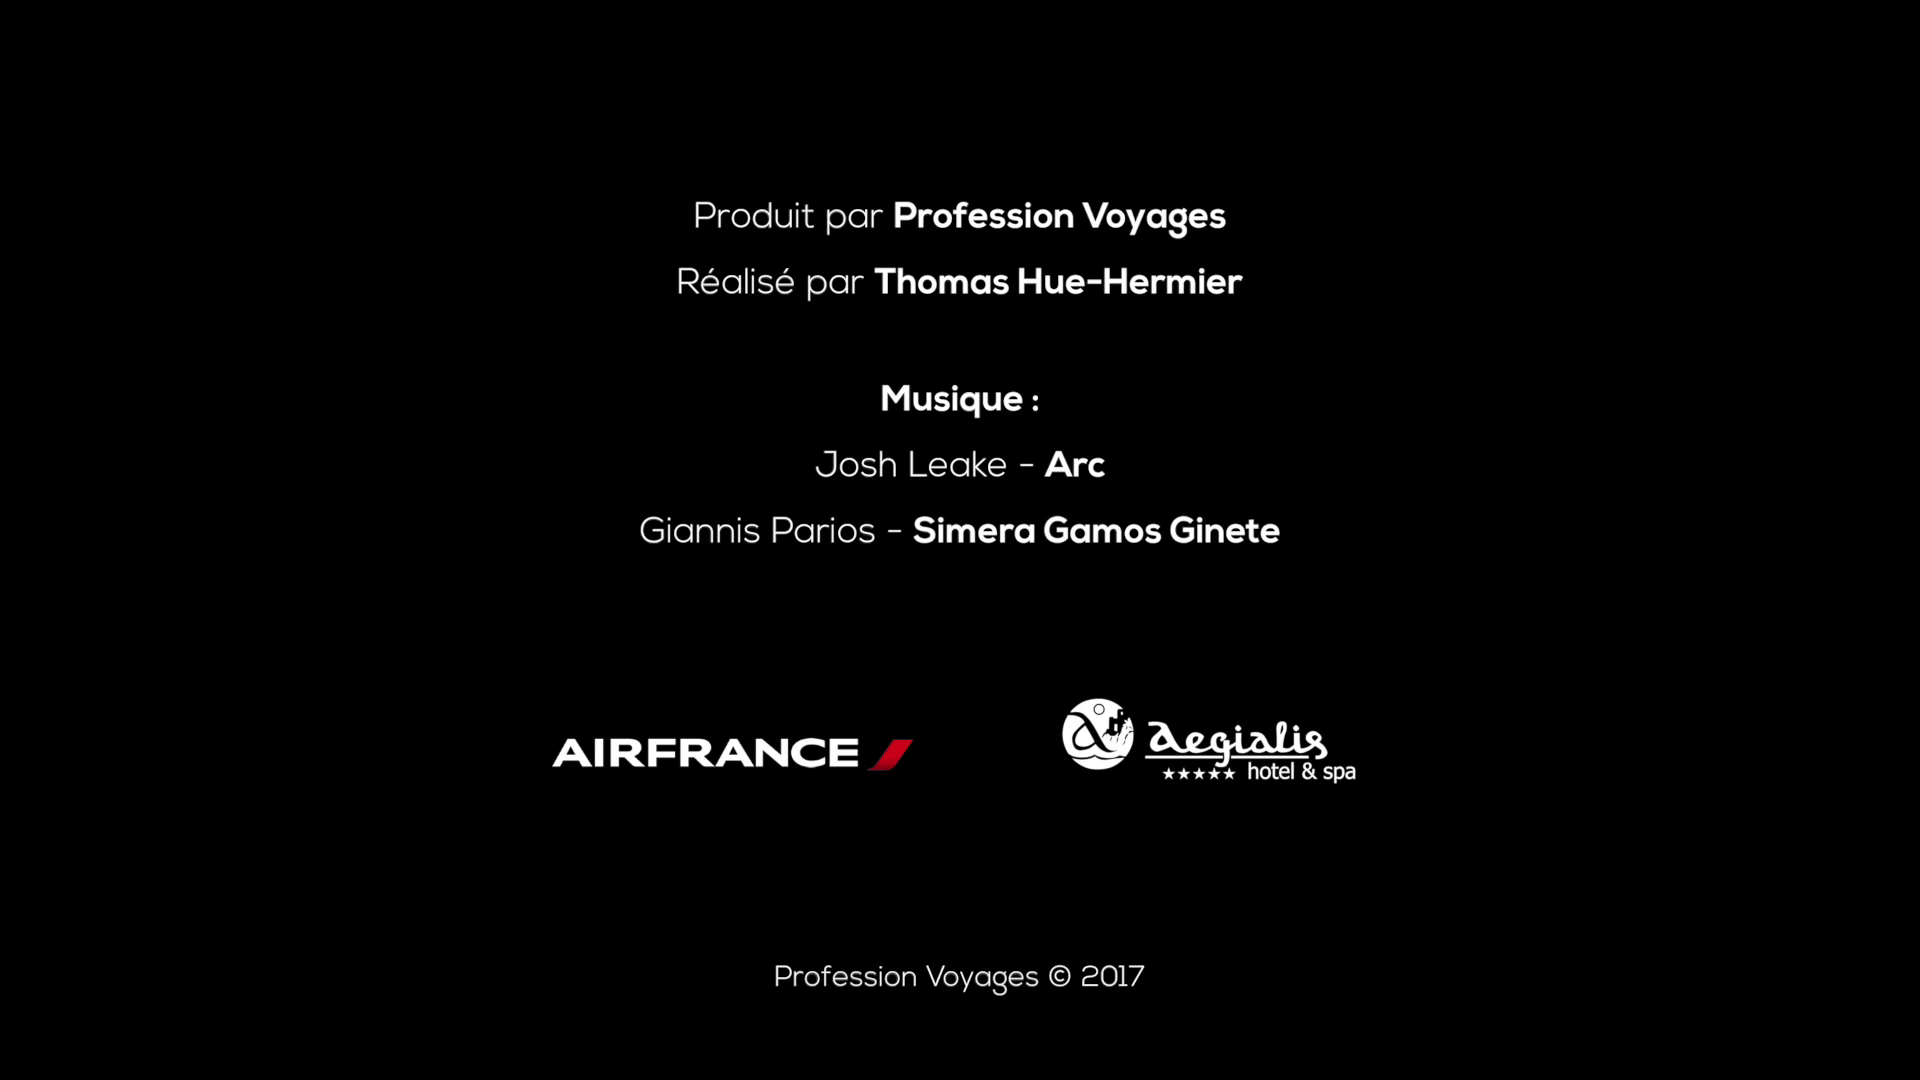 Produit par Profession Voyages
Réalisé par Thomas Hue-Hermier
Musique :
Josh Leake - Arc
Giannis Parios - Simera Gamos Ginete
AIRFRANCE
Aegialis
★★★★★ hotel & spa
Profession Voyages © 2017